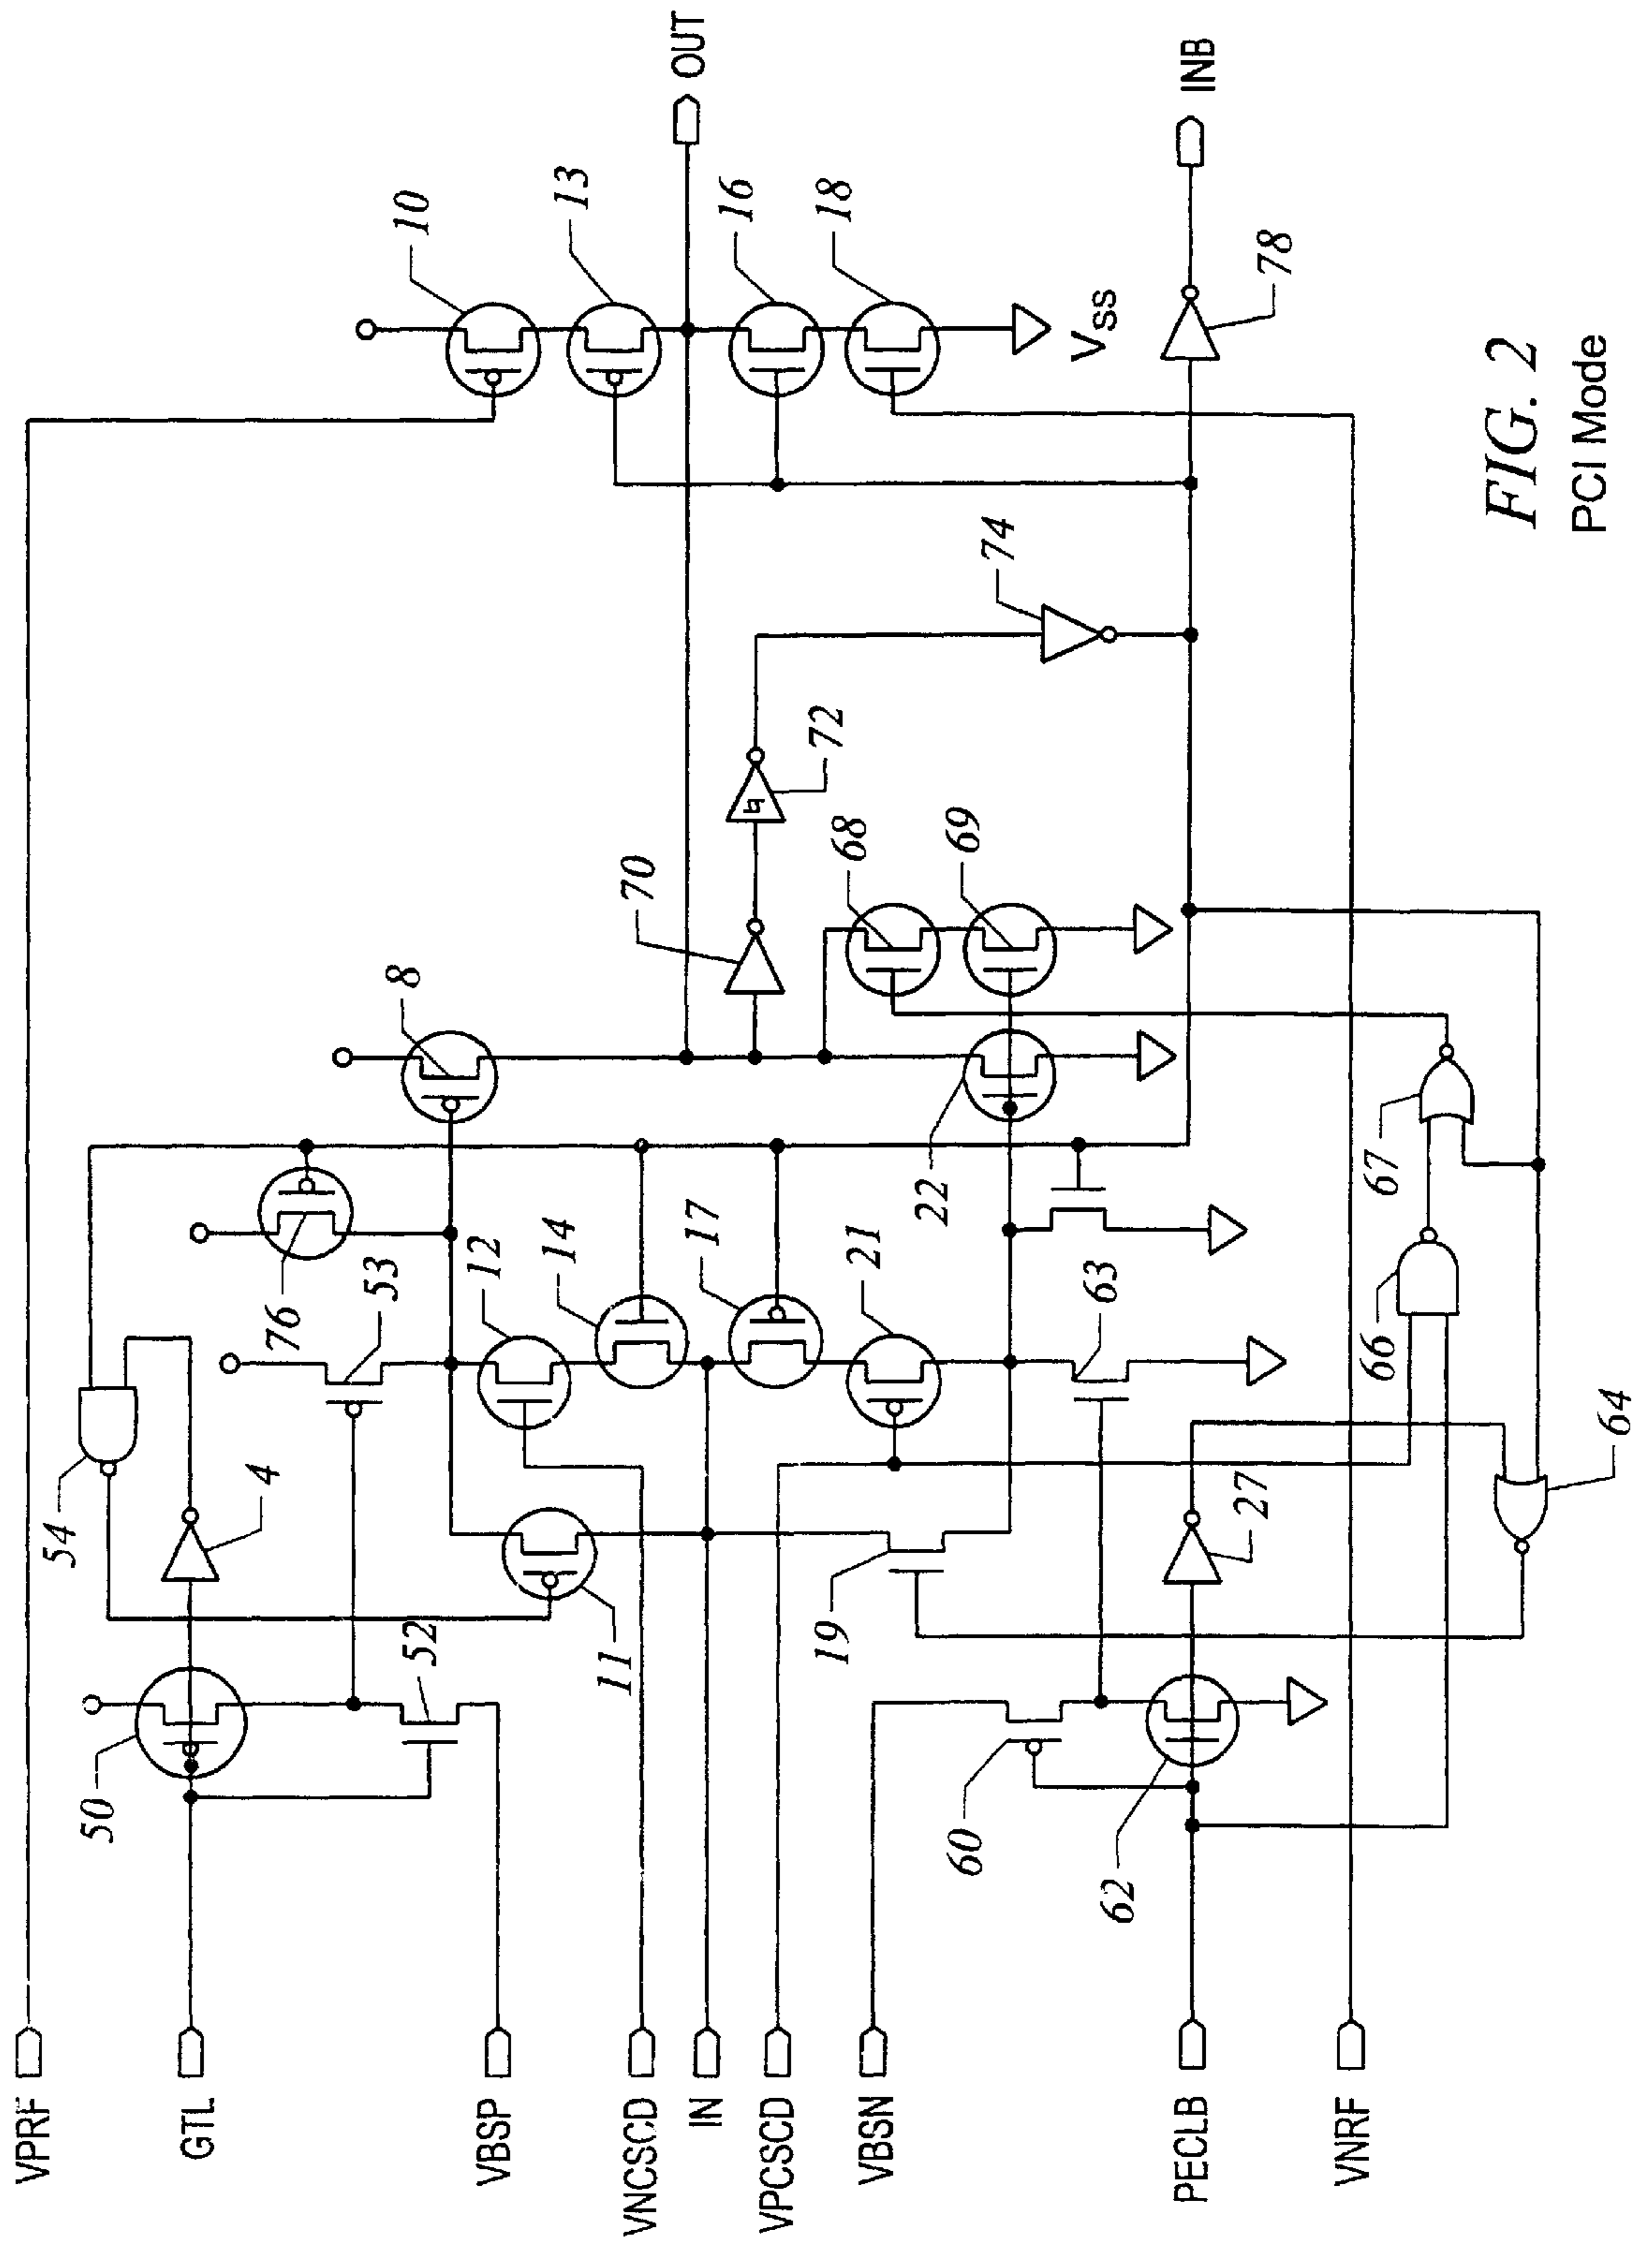 VPRF
GTL
VBSP
VNCSCD
IN
VPCSCD
VBSN
PECLB
VNRF
50
54
4
52
53
76
11
12
14
17
21
19
60
62
63
27
64
66
67
22
8
70
68
69
72
74
10
13
16
18
V_SS
78
OUT
INB
FIG. 2
PCI Mode